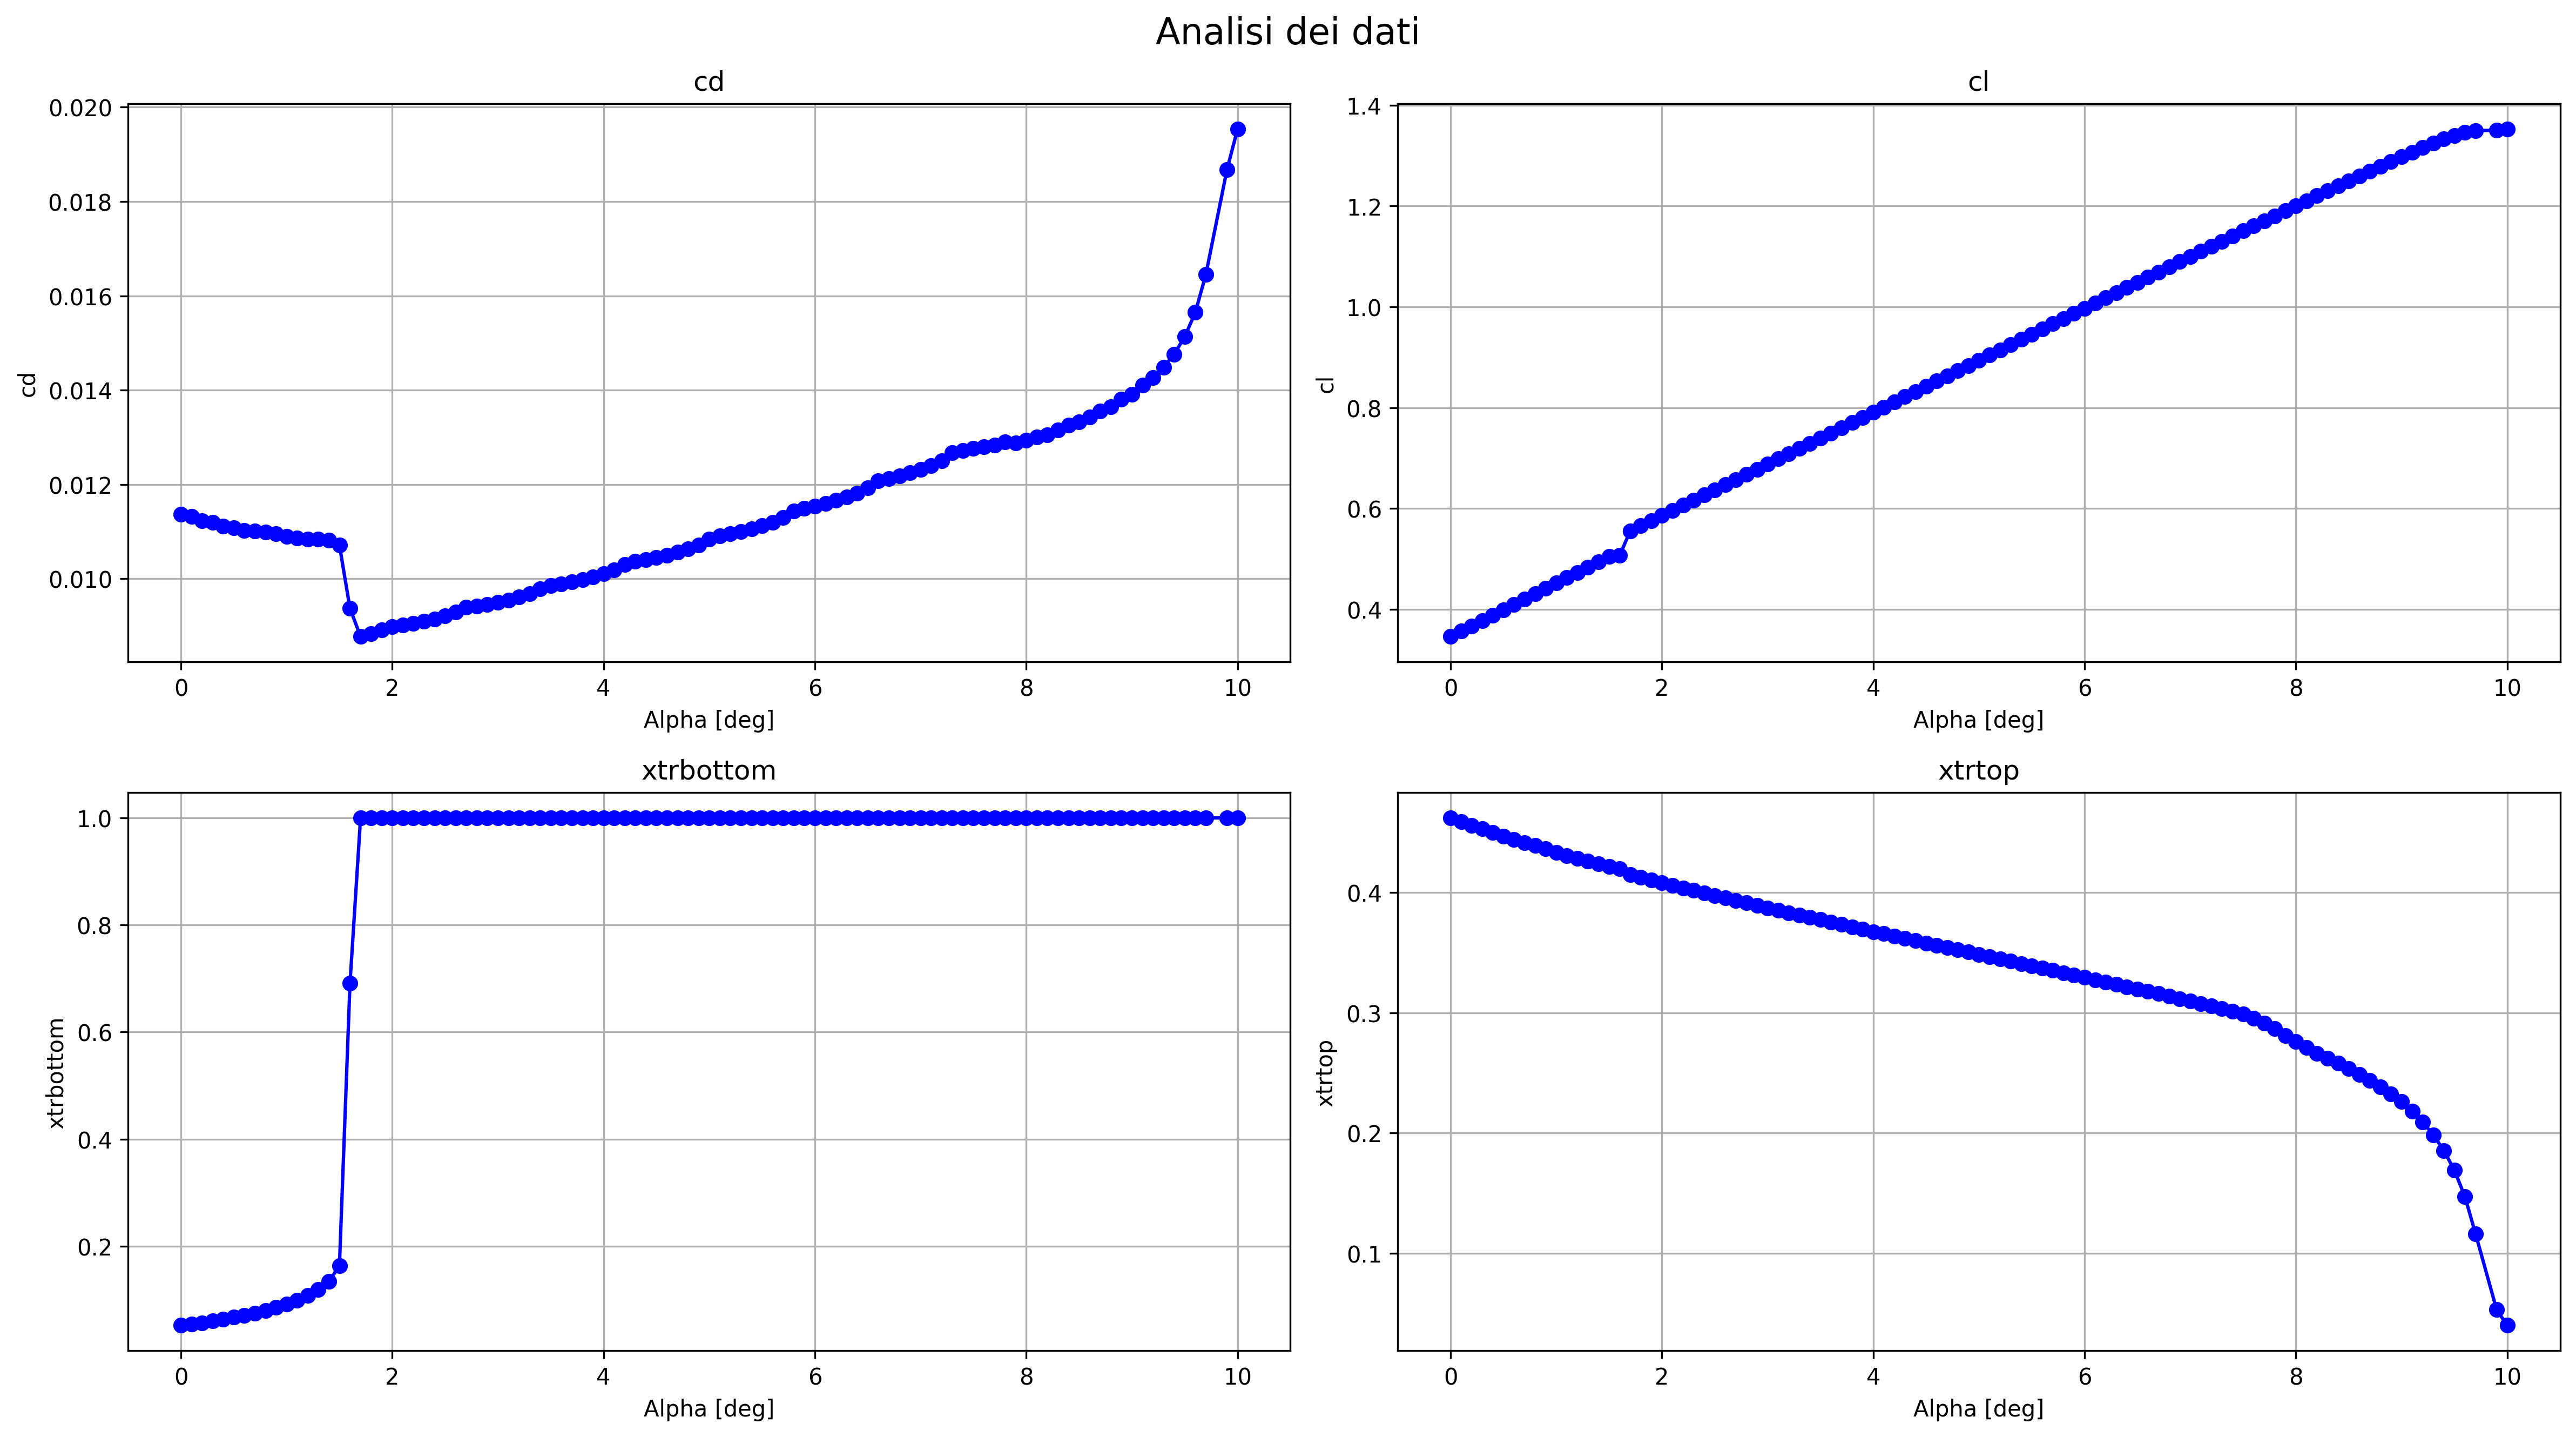 Analisi dei dati
cd
0.020
0.018
0.016
0.014
0.012
0.010
cd
0 2 4 6 8 10
Alpha [deg]
cl
1.4
1.2
1.0
0.8
0.6
0.4
cl
0 2 4 6 8 10
Alpha [deg]
xtrbottom
1.0
0.8
0.6
0.4
0.2
xtrbottom
0 2 4 6 8 10
Alpha [deg]
xtrtop
0.4
0.3
0.2
0.1
xtrtop
0 2 4 6 8 10
Alpha [deg]